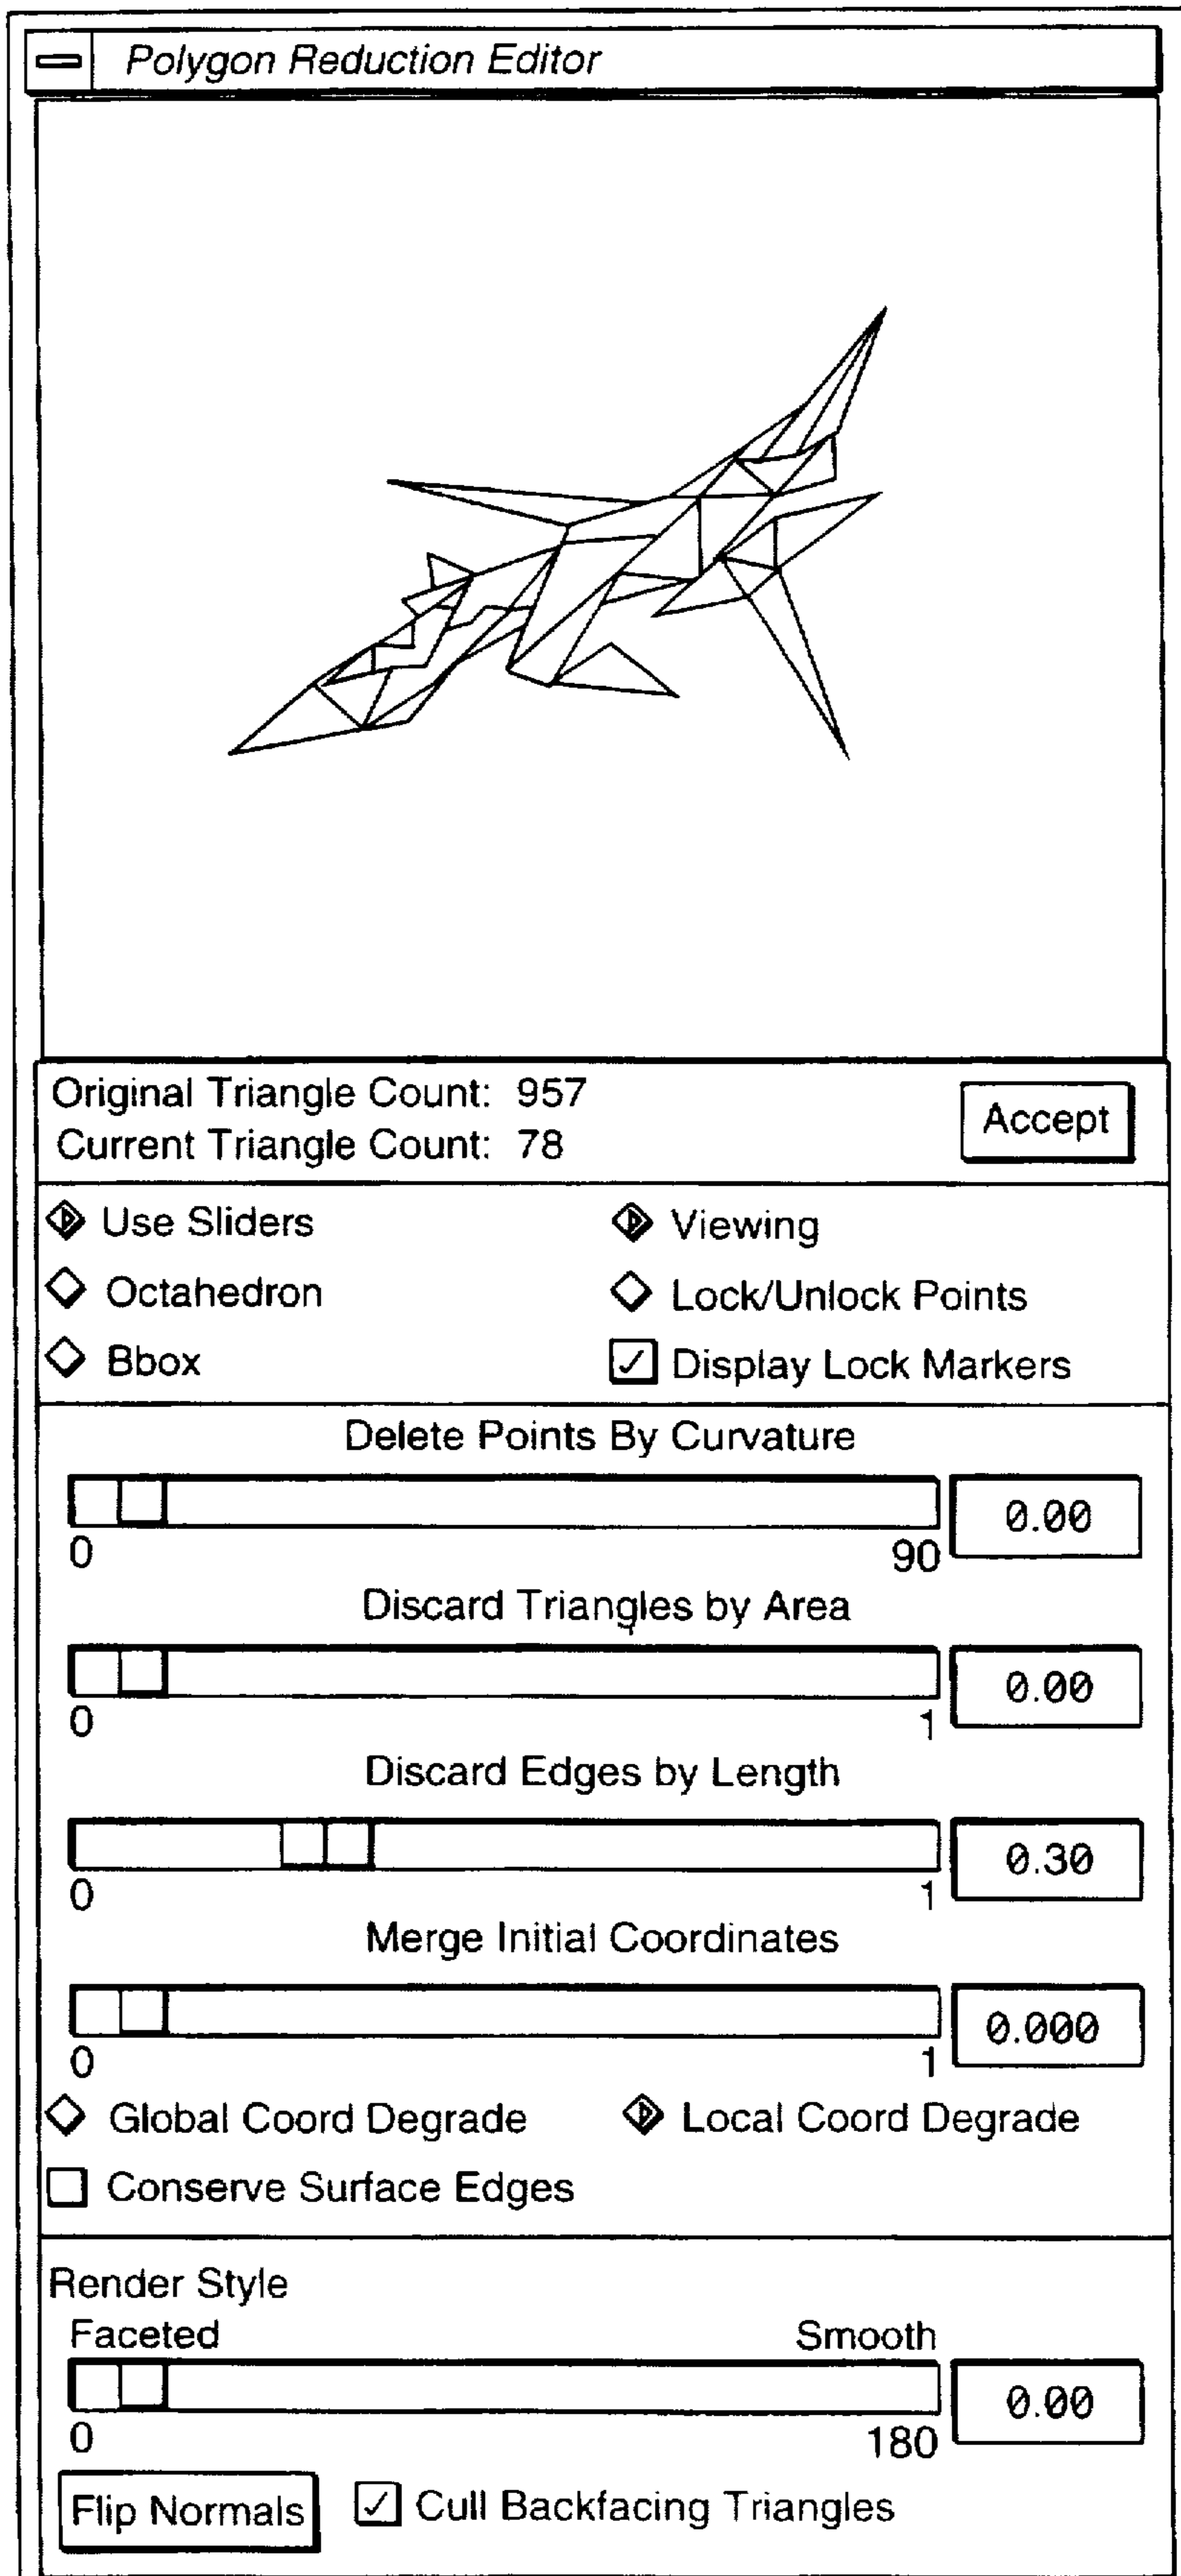 Polygon Reduction Editor
Original Triangle Count: 957
Accept
Current Triangle Count: 78
Use Sliders
Viewing
Octahedron
Lock/Unlock Points
Bbox
Display Lock Markers
Delete Points By Curvature
0.00
0 90
Discard Triangles by Area
0.00
0 1
Discard Edges by Length
0.30
0 1
Merge Initial Coordinates
0.000
0 1
Global Coord Degrade
Local Coord Degrade
Conserve Surface Edges
Render Style
Faceted Smooth
0.00
0 180
Flip Normals
Cull Backfacing Triangles